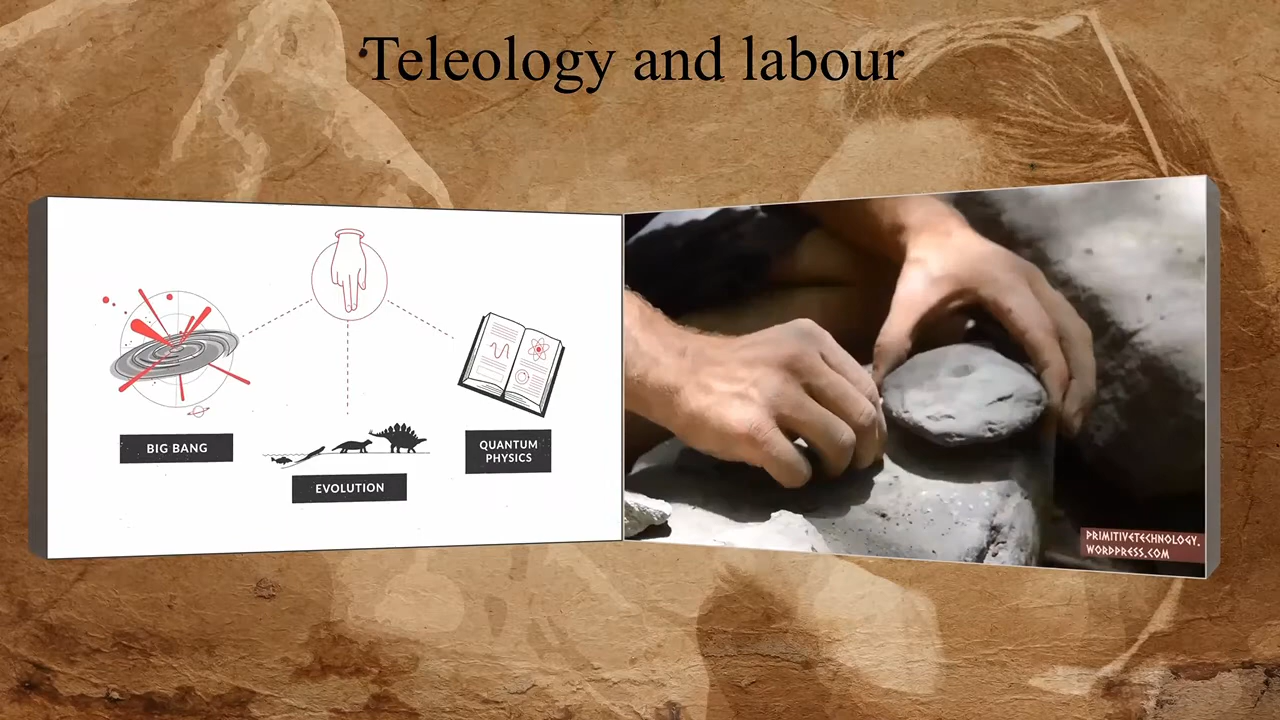 Teleology and labour
BIG BANG
EVOLUTION
QUANTUM
PHYSICS
PRIMITIVETECHNOLOGY.
WORDPRESS.COM